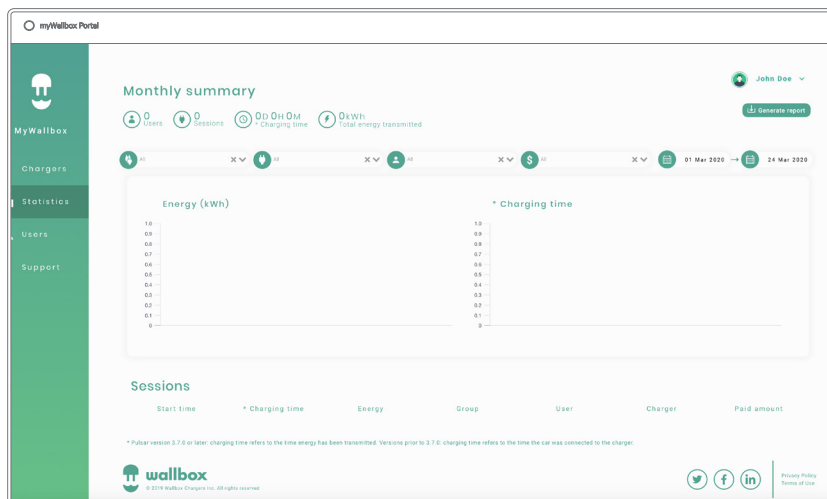 myWallbox Portal
MyWallbox
Chargers
Statistics
Users
Support
John Doe
Monthly summary
Generate report
0 Users
0 Sessions
0D 0H 0M
* Charging time
0kWh
Total energy transmitted
All
All
All
All
01 Mar 2020 → 24 Mar 2020
Energy (kWh)
1.0
0.9
0.8
0.7
0.6
0.5
0.4
0.3
0.2
0.1
0
* Charging time
1.0
0.9
0.8
0.7
0.6
0.5
0.4
0.3
0.2
0.1
0
Sessions
Start time * Charging time Energy Group User Charger Paid amount
* Pulsar version 3.7.0 or later: charging time refers to the time energy has been transmitted. Versions prior to 3.7.0: charging time refers to the time the car was connected to the charger.
wallbox
© 2019 Wallbox Chargers Inc. All rights reserved
Privacy Policy
Terms of Use